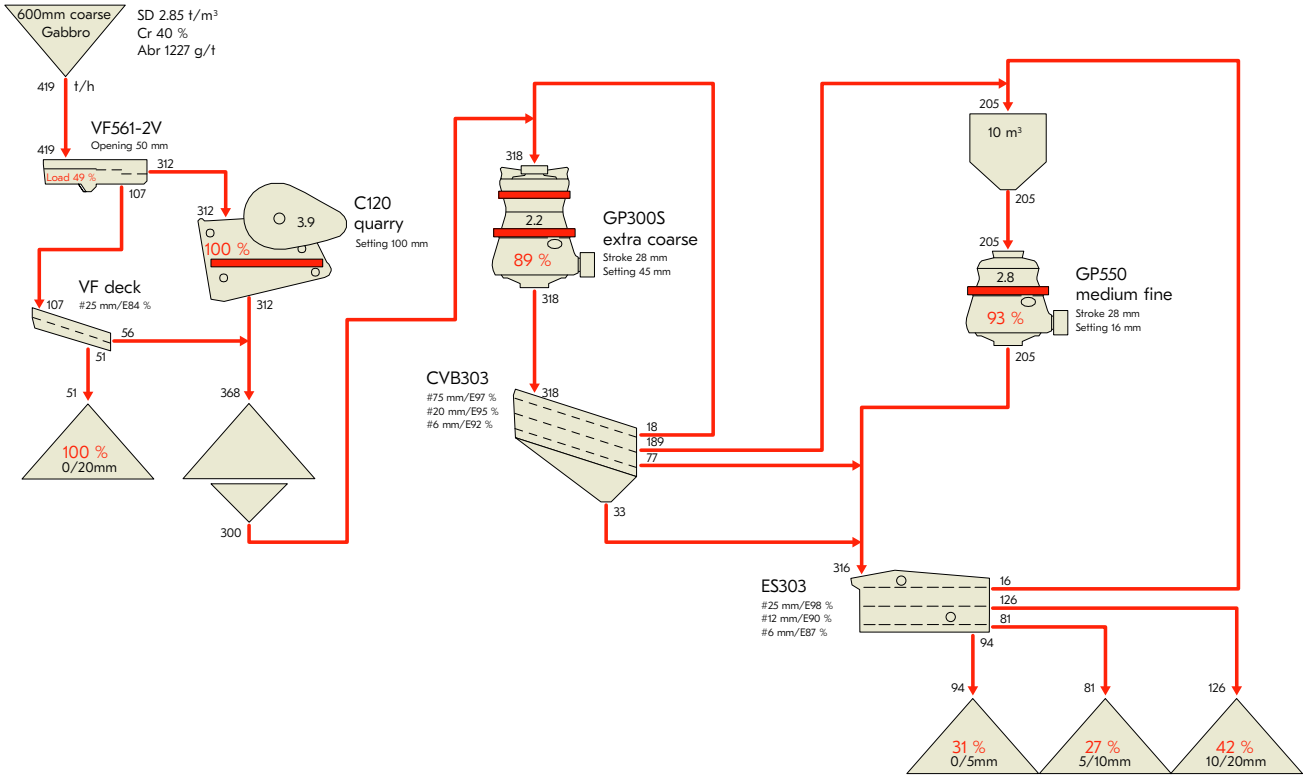 600mm coarse
Gabbro
SD 2.85 t/m³
Cr 40 %
Abr 1227 g/t
419 t/h
VF561-2V
Opening 50 mm
419
312
Load 49 %
107
312
3.9
100 %
C120
quarry
Setting 100 mm
312
VF deck
#25 mm/E84 %
107
56
51
51
100 %
0/20mm
368
300
318
2.2
89 %
GP300S
extra coarse
Stroke 28 mm
Setting 45 mm
318
CVB303
#75 mm/E97 %
#20 mm/E95 %
#6 mm/E92 %
318
18
189
77
33
205
10 m³
205
205
2.8
93 %
GP550
medium fine
Stroke 28 mm
Setting 16 mm
205
316
ES303
#25 mm/E98 %
#12 mm/E90 %
#6 mm/E87 %
16
126
81
94
94
81
126
31 %
0/5mm
27 %
5/10mm
42 %
10/20mm